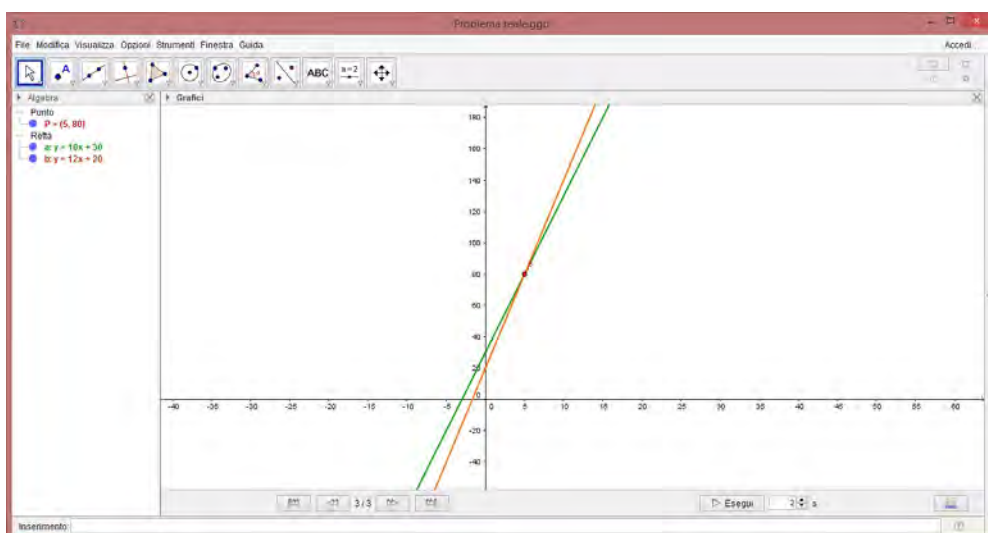 Problema noleggo
File Modifica Visualizza Opzioni Strumenti Finestra Guida
Accedi
A
ABC
a=2
Algebra
Grafici
Punto
P = (5, 80)
Retta
a: y = 10x + 30
b: y = 12x + 20
180
160
140
120
100
80
60
40
20
0
-20
-40
-40 -35 -30 -25 -20 -15 -10 -5 0 5 10 15 20 25 30 35 40 45 50 55 60
3 / 3
Esegui
2
s
Inserimento: